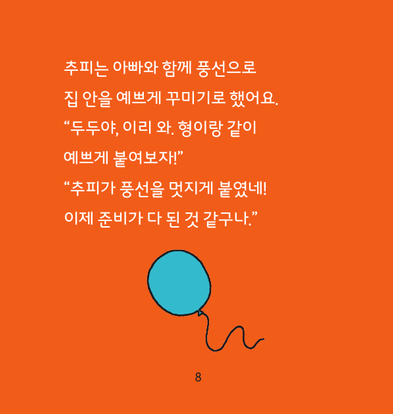 추피는 아빠와 함께 풍선으로
집 안을 예쁘게 꾸미기로 했어요.
“두두야, 이리 와. 형이랑 같이
예쁘게 붙여보자!”
“추피가 풍선을 멋지게 붙였네!
이제 준비가 다 된 것 같구나.”
8